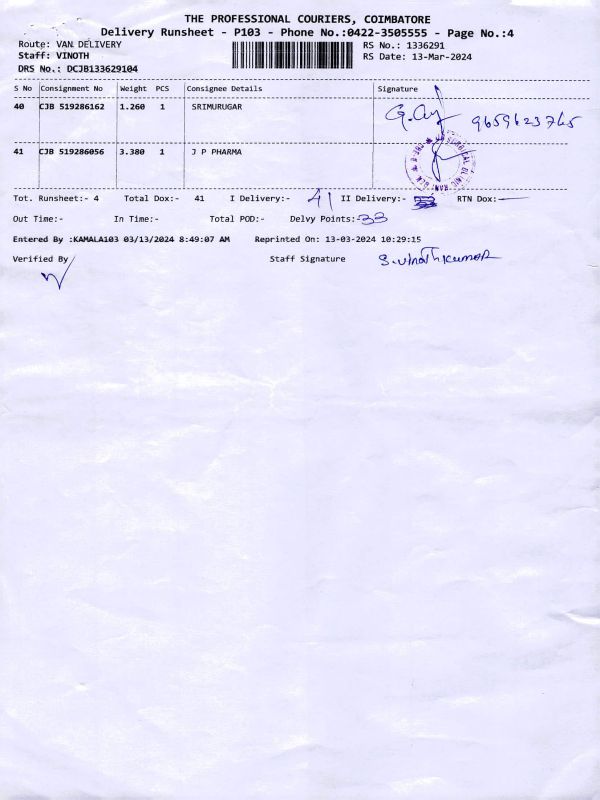 THE PROFESSIONAL COURIERS, COIMBATORE
Delivery Runsheet - P103 - Phone No.:0422-3505555 - Page No.:4
Route: VAN DELIVERY RS No.: 1336291
Staff: VINOTH RS Date: 13-Mar-2024
DRS No.: DCJB133629104
S No Consignment No Weight PCS Consignee Details Signature
40 CJB 519286162 1.260 1 SRIMURUGAR 9659623765
41 CJB 519286056 3.380 1 J P PHARMA
Tot. Runsheet:- 4 Total Dox:- 41 I Delivery:- 41 II Delivery:- RTN Dox:-
Out Time:- In Time:- Total POD:- Delvy Points:-33
Entered By :KAMALA103 03/13/2024 8:49:07 AM Reprinted On: 13-03-2024 10:29:15
Verified By Staff Signature S.vinothkumar